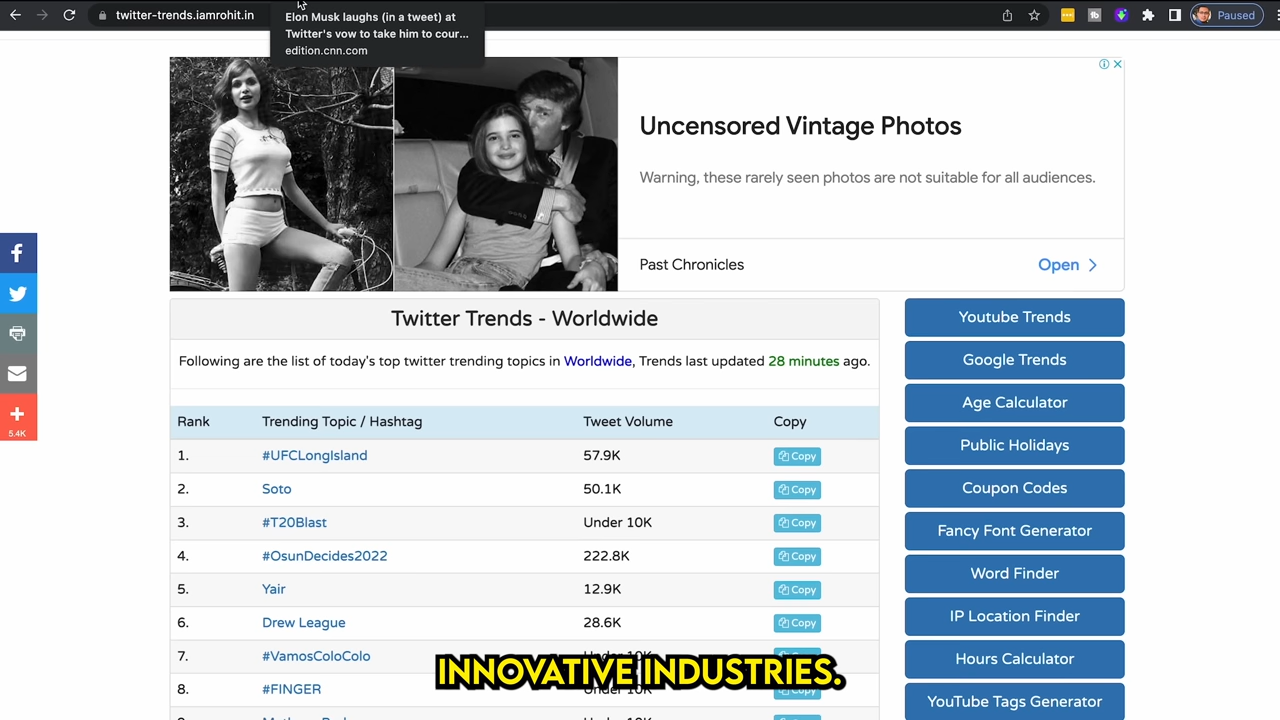 twitter-trends.iamrohit.in
Elon Musk laughs (in a tweet) at
Twitter's vow to take him to cour...
edition.cnn.com
Paused
Uncensored Vintage Photos
Warning, these rarely seen photos are not suitable for all audiences.
Past Chronicles
Open
5.4K
Twitter Trends - Worldwide
Following are the list of today's top twitter trending topics in Worldwide, Trends last updated 28 minutes ago.
Rank Trending Topic / Hashtag Tweet Volume Copy
1. #UFCLongIsland 57.9K Copy
2. Soto 50.1K Copy
3. #T20Blast Under 10K Copy
4. #OsunDecides2022 222.8K Copy
5. Yair 12.9K Copy
6. Drew League 28.6K Copy
7. #VamosColoColo
8. #FINGER Under 10K Copy
INNOVATIVE INDUSTRIES.
Youtube Trends
Google Trends
Age Calculator
Public Holidays
Coupon Codes
Fancy Font Generator
Word Finder
IP Location Finder
Hours Calculator
YouTube Tags Generator